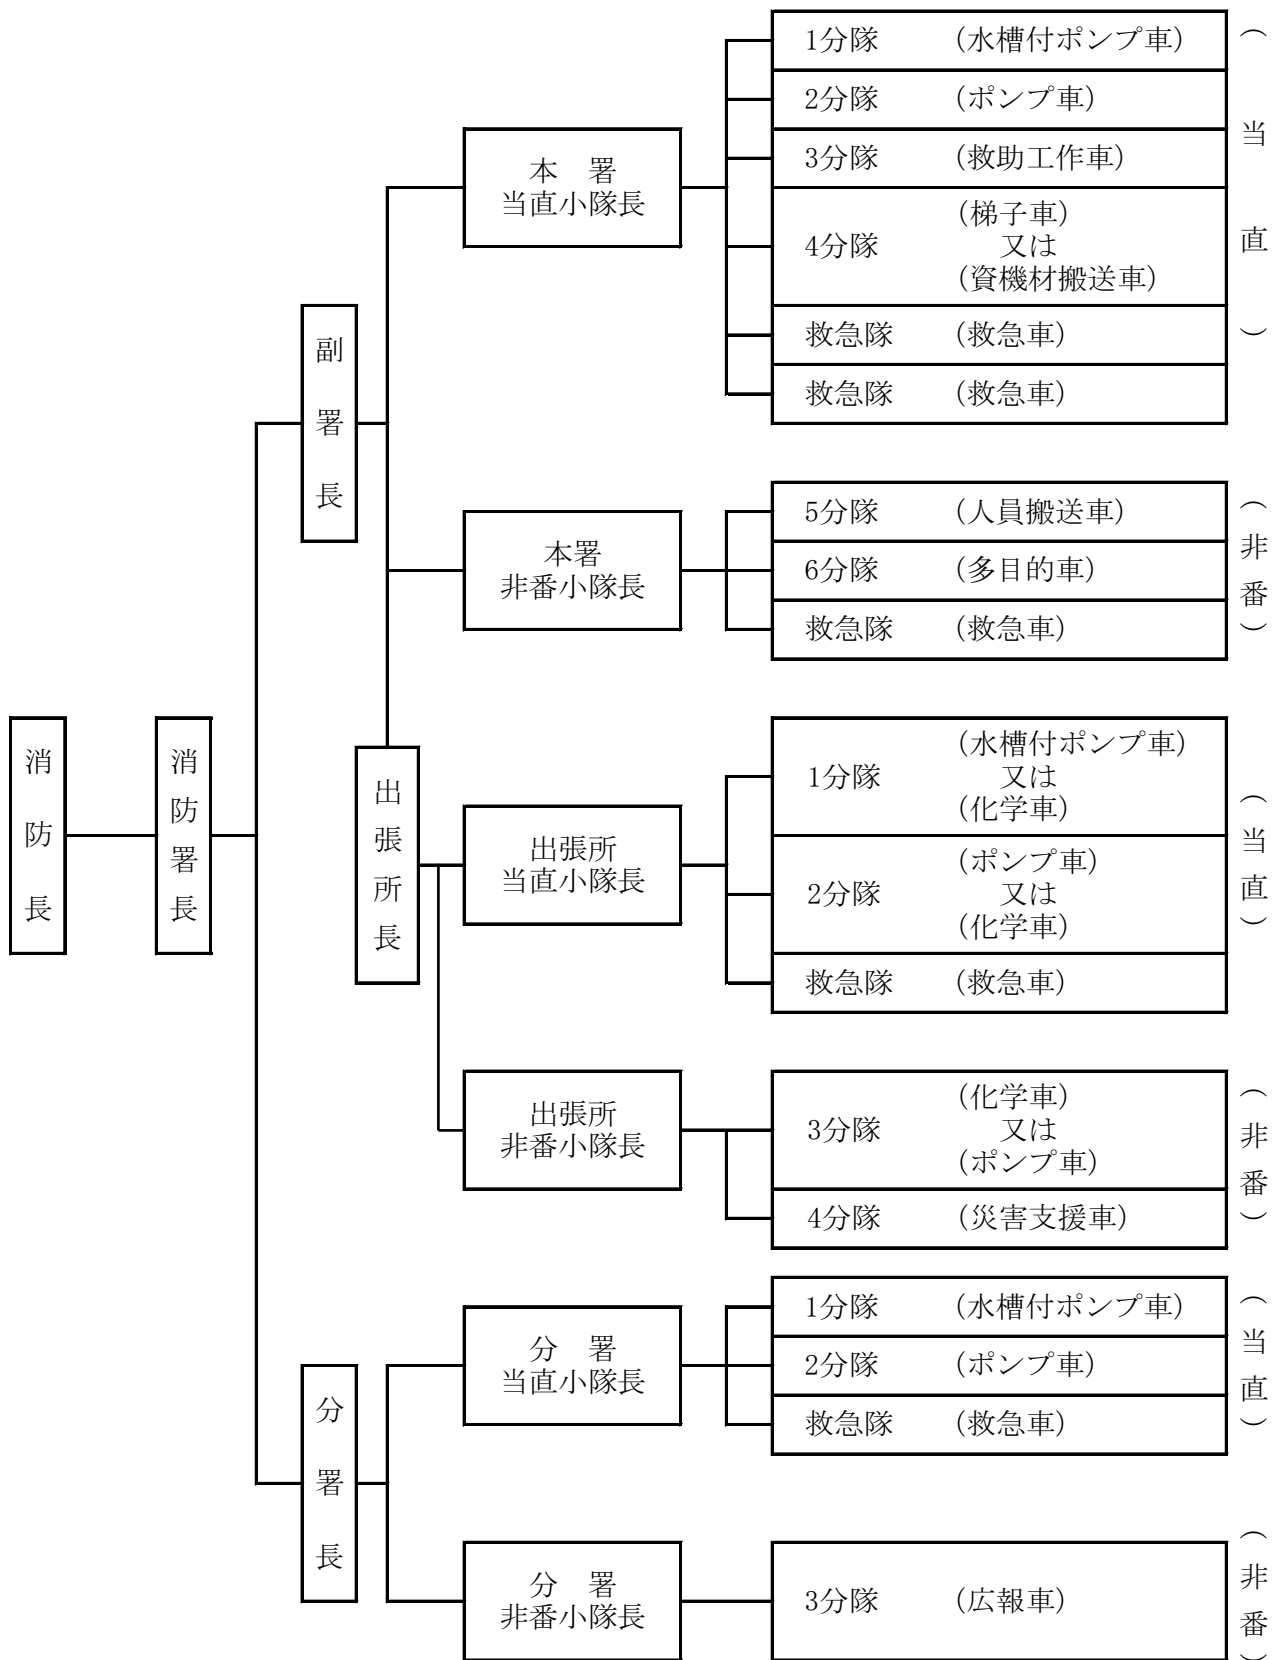 消防長
消防署長
副署長
本　署
当直小隊長
1分隊　（水槽付ポンプ車）
2分隊　（ポンプ車）
3分隊　（救助工作車）
4分隊　（梯子車）
又は
（資機材搬送車）
救急隊　（救急車）
救急隊　（救急車）
（当直）
本署
非番小隊長
5分隊　（人員搬送車）
6分隊　（多目的車）
救急隊　（救急車）
（非番）
出張所長
出張所
当直小隊長
1分隊　（水槽付ポンプ車）
又は
（化学車）
2分隊　（ポンプ車）
又は
（化学車）
救急隊　（救急車）
（当直）
出張所
非番小隊長
3分隊　（化学車）
又は
（ポンプ車）
4分隊　（災害支援車）
（非番）
分署長
分　署
当直小隊長
1分隊　（水槽付ポンプ車）
2分隊　（ポンプ車）
救急隊　（救急車）
（当直）
分　署
非番小隊長
3分隊　（広報車）
（非番）